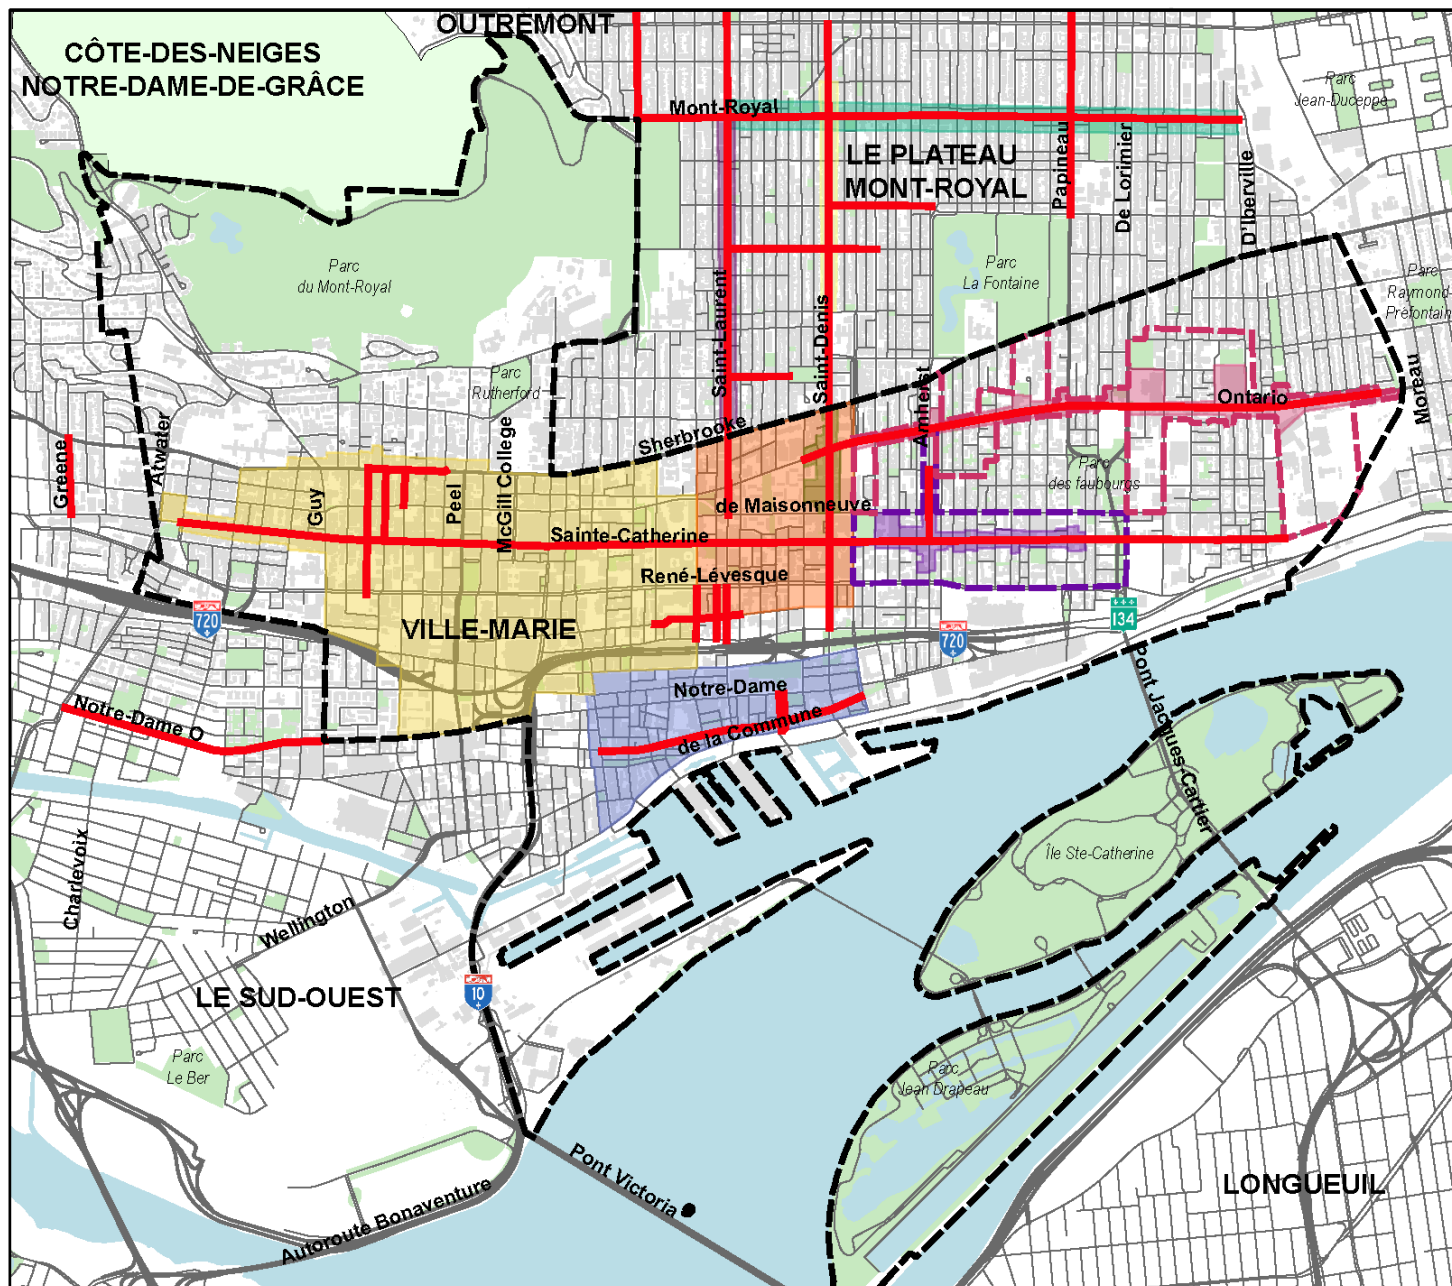 OUTREMONT
CÔTE-DES-NEIGES
NOTRE-DAME-DE-GRÂCE
Mont-Royal
Parc
Jean-Duceppe
LE PLATEAU
MONT-ROYAL
Papineau
De Lorimier
D'Iberville
Parc
du Mont-Royal
Parc
La Fontaine
Parc
Raymond-
Préfontain
Saint-Laurent
Saint-Denis
Parc
Rutherford
Amherst
Ontario
Moreau
Atwater
Greene
Sherbrooke
McGill College
Guy
Peel
Parc
des faubourgs
de Maisonneuve
Sainte-Catherine
René-Lévesque
720
VILLE-MARIE
720
134
Notre-Dame O
Notre-Dame
de la Commune
Pont Jacques-Cartier
Île Ste-Catherine
Charlevoix
Wellington
LE SUD-OUEST
10
Parc
Le Ber
Parc
Jean Drapeau
Pont Victoria
LONGUEUIL
Autoroute Bonaventure